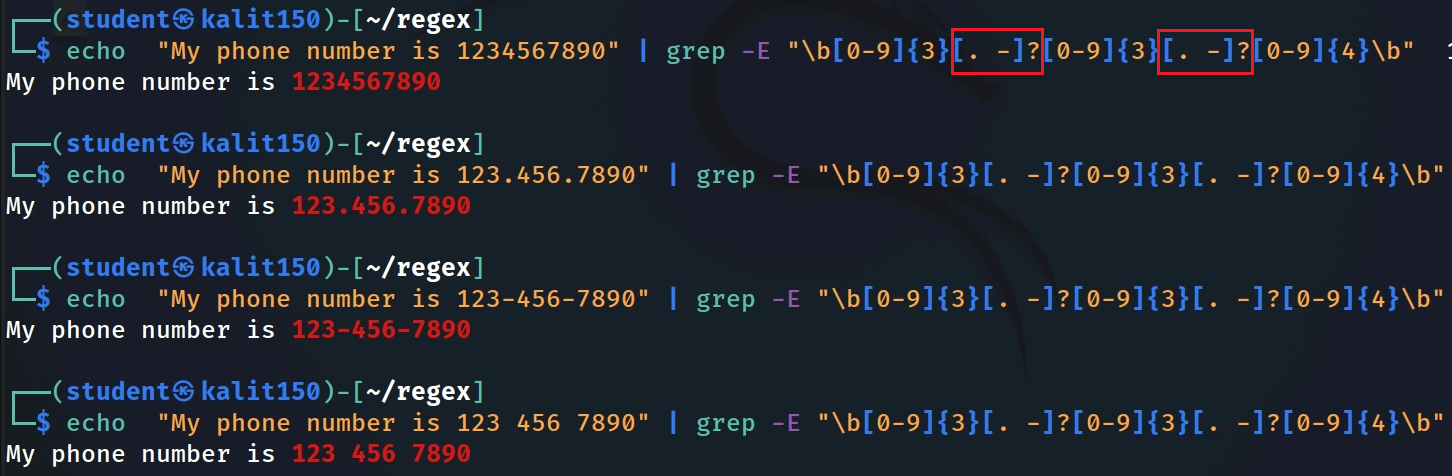 ┌──(student㉿kalit150)-[~/regex]
└─$ echo  "My phone number is 1234567890" | grep -E "\b[0-9]{3}[. -]?[0-9]{3}[. -]?[0-9]{4}\b"  1
My phone number is 1234567890
┌──(student㉿kalit150)-[~/regex]
└─$ echo  "My phone number is 123.456.7890" | grep -E "\b[0-9]{3}[. -]?[0-9]{3}[. -]?[0-9]{4}\b"
My phone number is 123.456.7890
┌──(student㉿kalit150)-[~/regex]
└─$ echo  "My phone number is 123-456-7890" | grep -E "\b[0-9]{3}[. -]?[0-9]{3}[. -]?[0-9]{4}\b"
My phone number is 123-456-7890
┌──(student㉿kalit150)-[~/regex]
└─$ echo  "My phone number is 123 456 7890" | grep -E "\b[0-9]{3}[. -]?[0-9]{3}[. -]?[0-9]{4}\b"
My phone number is 123 456 7890